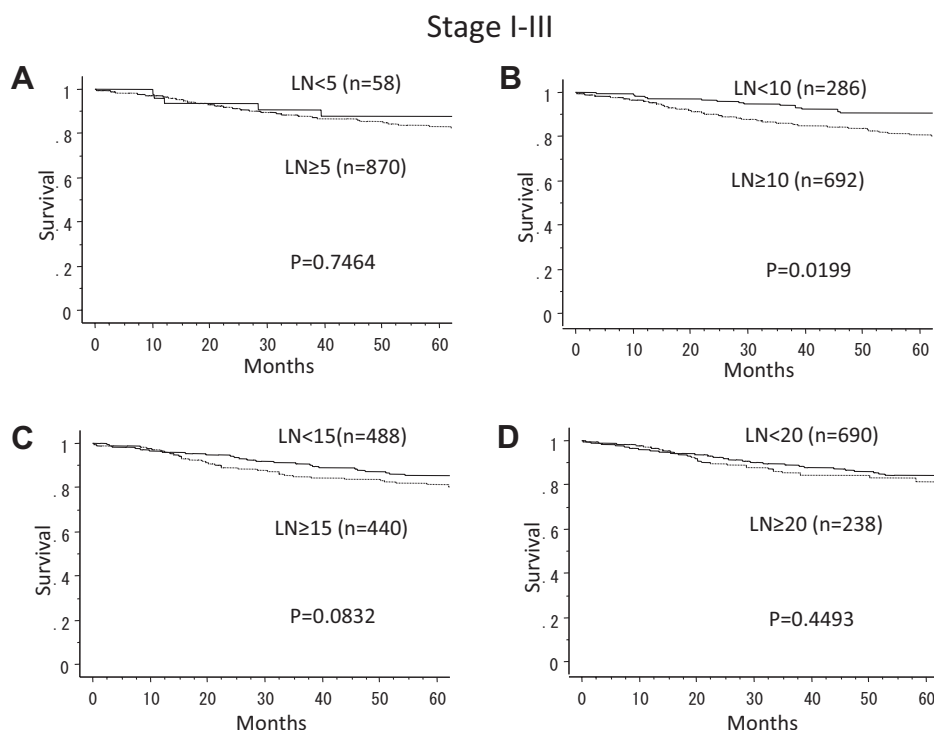 Stage I-III
A
Survival
1
. 8
. 6
. 4
. 2
0
LN<5 (n=58)
LN≥5 (n=870)
P=0.7464
0 10 20 30 40 50 60
Months
B
Survival
1
. 8
. 6
. 4
. 2
0
LN<10 (n=286)
LN≥10 (n=692)
P=0.0199
0 10 20 30 40 50 60
Months
C
Survival
1
. 8
. 6
. 4
. 2
0
LN<15(n=488)
LN≥15 (n=440)
P=0.0832
0 10 20 30 40 50 60
Months
D
Survival
1
. 8
. 6
. 4
. 2
0
LN<20 (n=690)
LN≥20 (n=238)
P=0.4493
0 10 20 30 40 50 60
Months